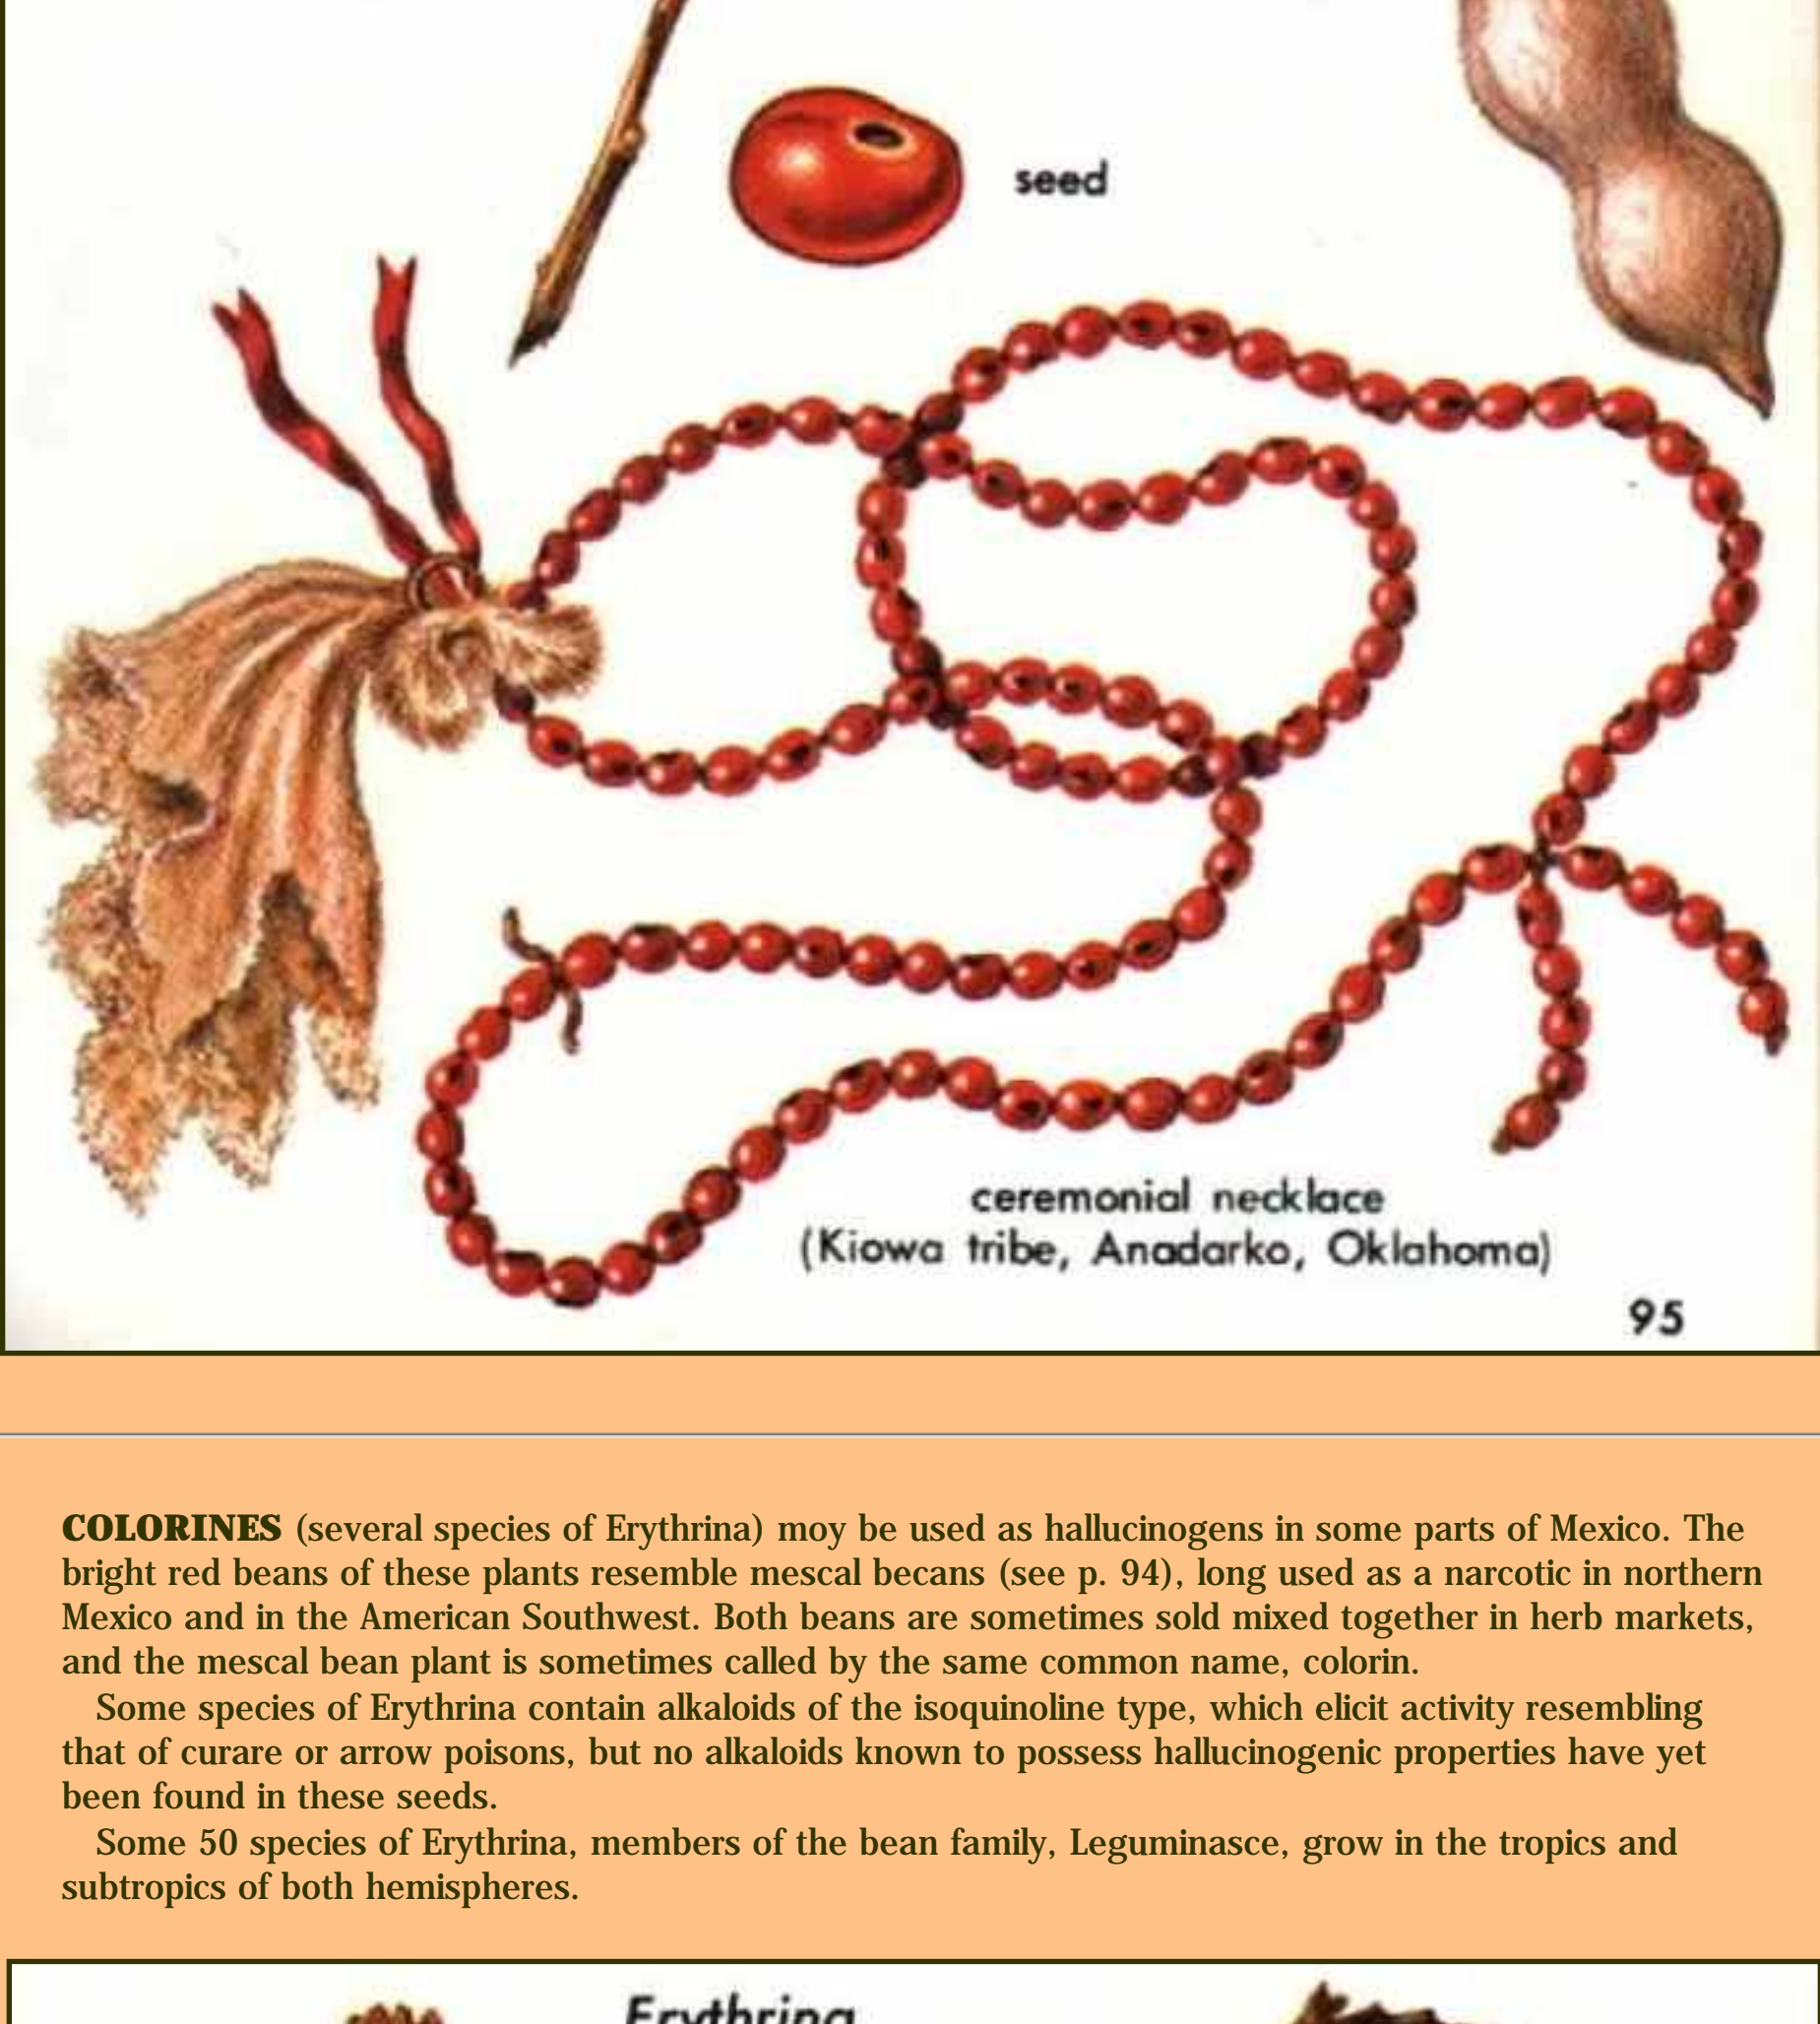 seed
ceremonial necklace
(Kiowa tribe, Anadarko, Oklahoma)
95
COLORINES (several species of Erythrina) moy be used as hallucinogens in some parts of Mexico. The
bright red beans of these plants resemble mescal becans (see p. 94), long used as a narcotic in northern
Mexico and in the American Southwest. Both beans are sometimes sold mixed together in herb markets,
and the mescal bean plant is sometimes called by the same common name, colorin.
Some species of Erythrina contain alkaloids of the isoquinoline type, which elicit activity resembling
that of curare or arrow poisons, but no alkaloids known to possess hallucinogenic properties have yet
been found in these seeds.
Some 50 species of Erythrina, members of the bean family, Leguminasce, grow in the tropics and
subtropics of both hemispheres.
Erythrina